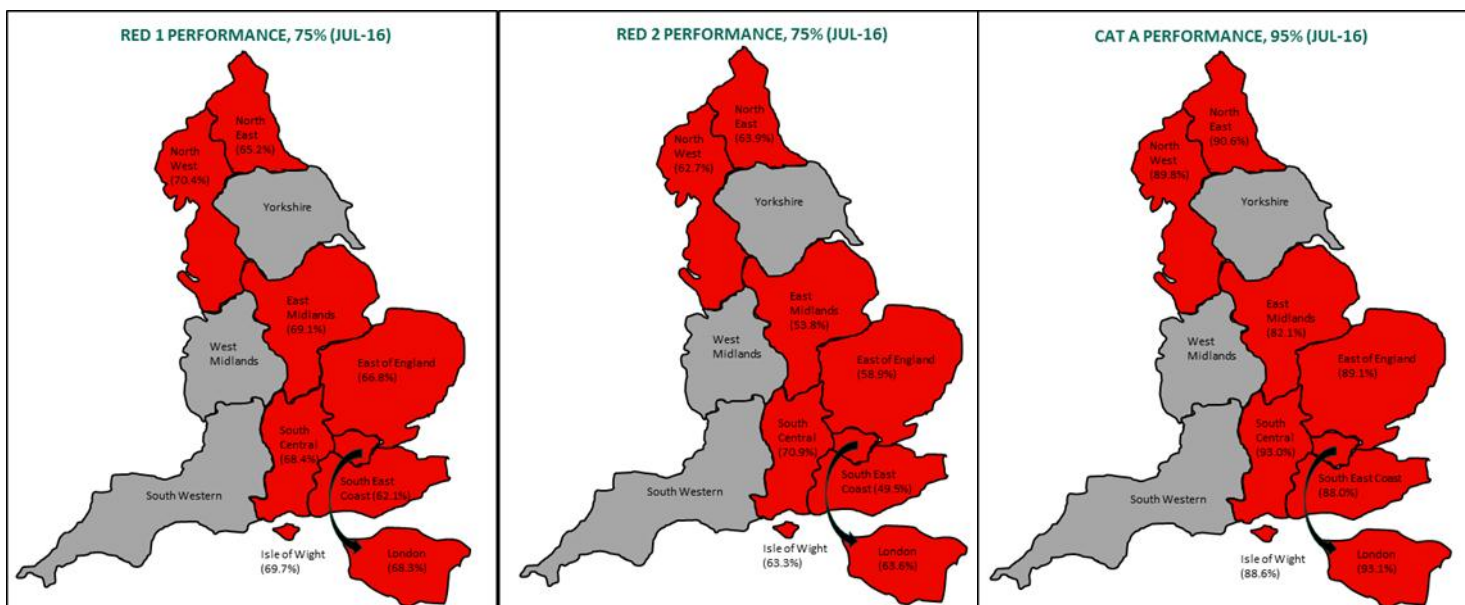 RED 1 PERFORMANCE, 75% (JUL-16)
North
East
(65.2%)
North
West
(70.4%)
Yorkshire
East
Midlands
(69.1%)
West
Midlands
East of England
(66.8%)
South
Central
(68.4%)
South East
Coast (62.1%)
South Western
Isle of Wight
(69.7%)
London
(68.3%)
RED 2 PERFORMANCE, 75% (JUL-16)
North
East
(63.9%)
North
West
(62.7%)
Yorkshire
East
Midlands
(53.8%)
West
Midlands
East of England
(58.9%)
South
Central
(70.9%)
South East
Coast (49.5%)
South Western
Isle of Wight
(63.3%)
London
(63.6%)
CAT A PERFORMANCE, 95% (JUL-16)
North
East
(90.6%)
North
West
(89.8%)
Yorkshire
East
Midlands
(82.1%)
West
Midlands
East of England
(89.1%)
South
Central
(93.0%)
South East Coast
(88.0%)
South Western
Isle of Wight
(88.6%)
London
(93.1%)